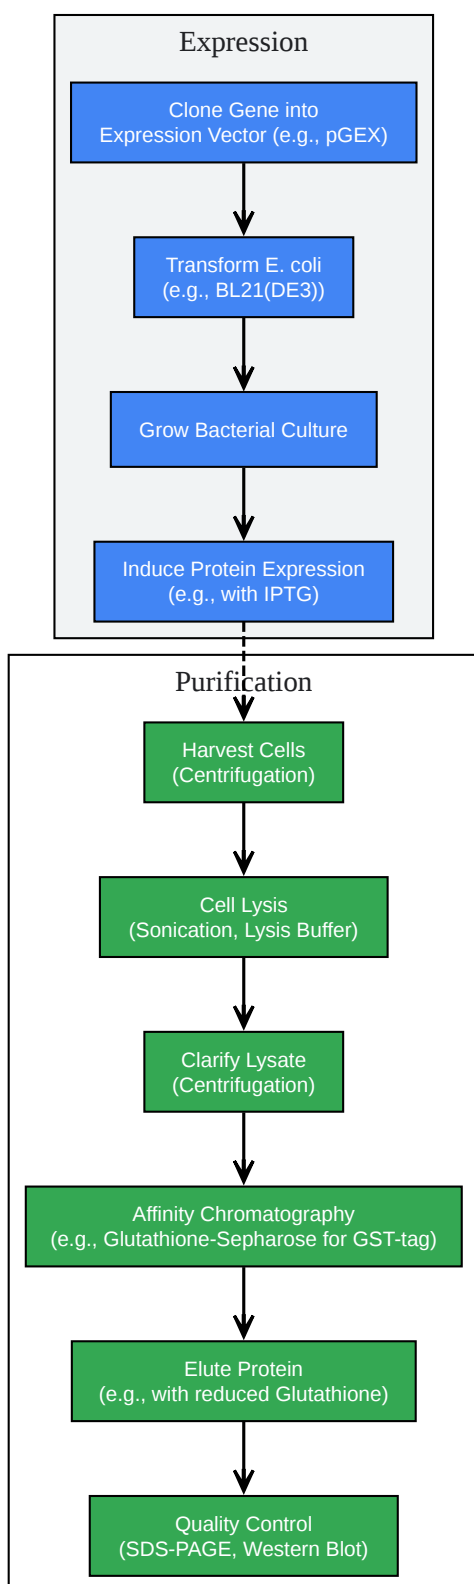 Expression
Clone Gene into
Expression Vector (e.g., pGEX)
Transform E. coli
(e.g., BL21(DE3))
Grow Bacterial Culture
Induce Protein Expression
(e.g., with IPTG)
Purification
Harvest Cells
(Centrifugation)
Cell Lysis
(Sonication, Lysis Buffer)
Clarify Lysate
(Centrifugation)
Affinity Chromatography
(e.g., Glutathione-Sepharose for GST-tag)
Elute Protein
(e.g., with reduced Glutathione)
Quality Control
(SDS-PAGE, Western Blot)